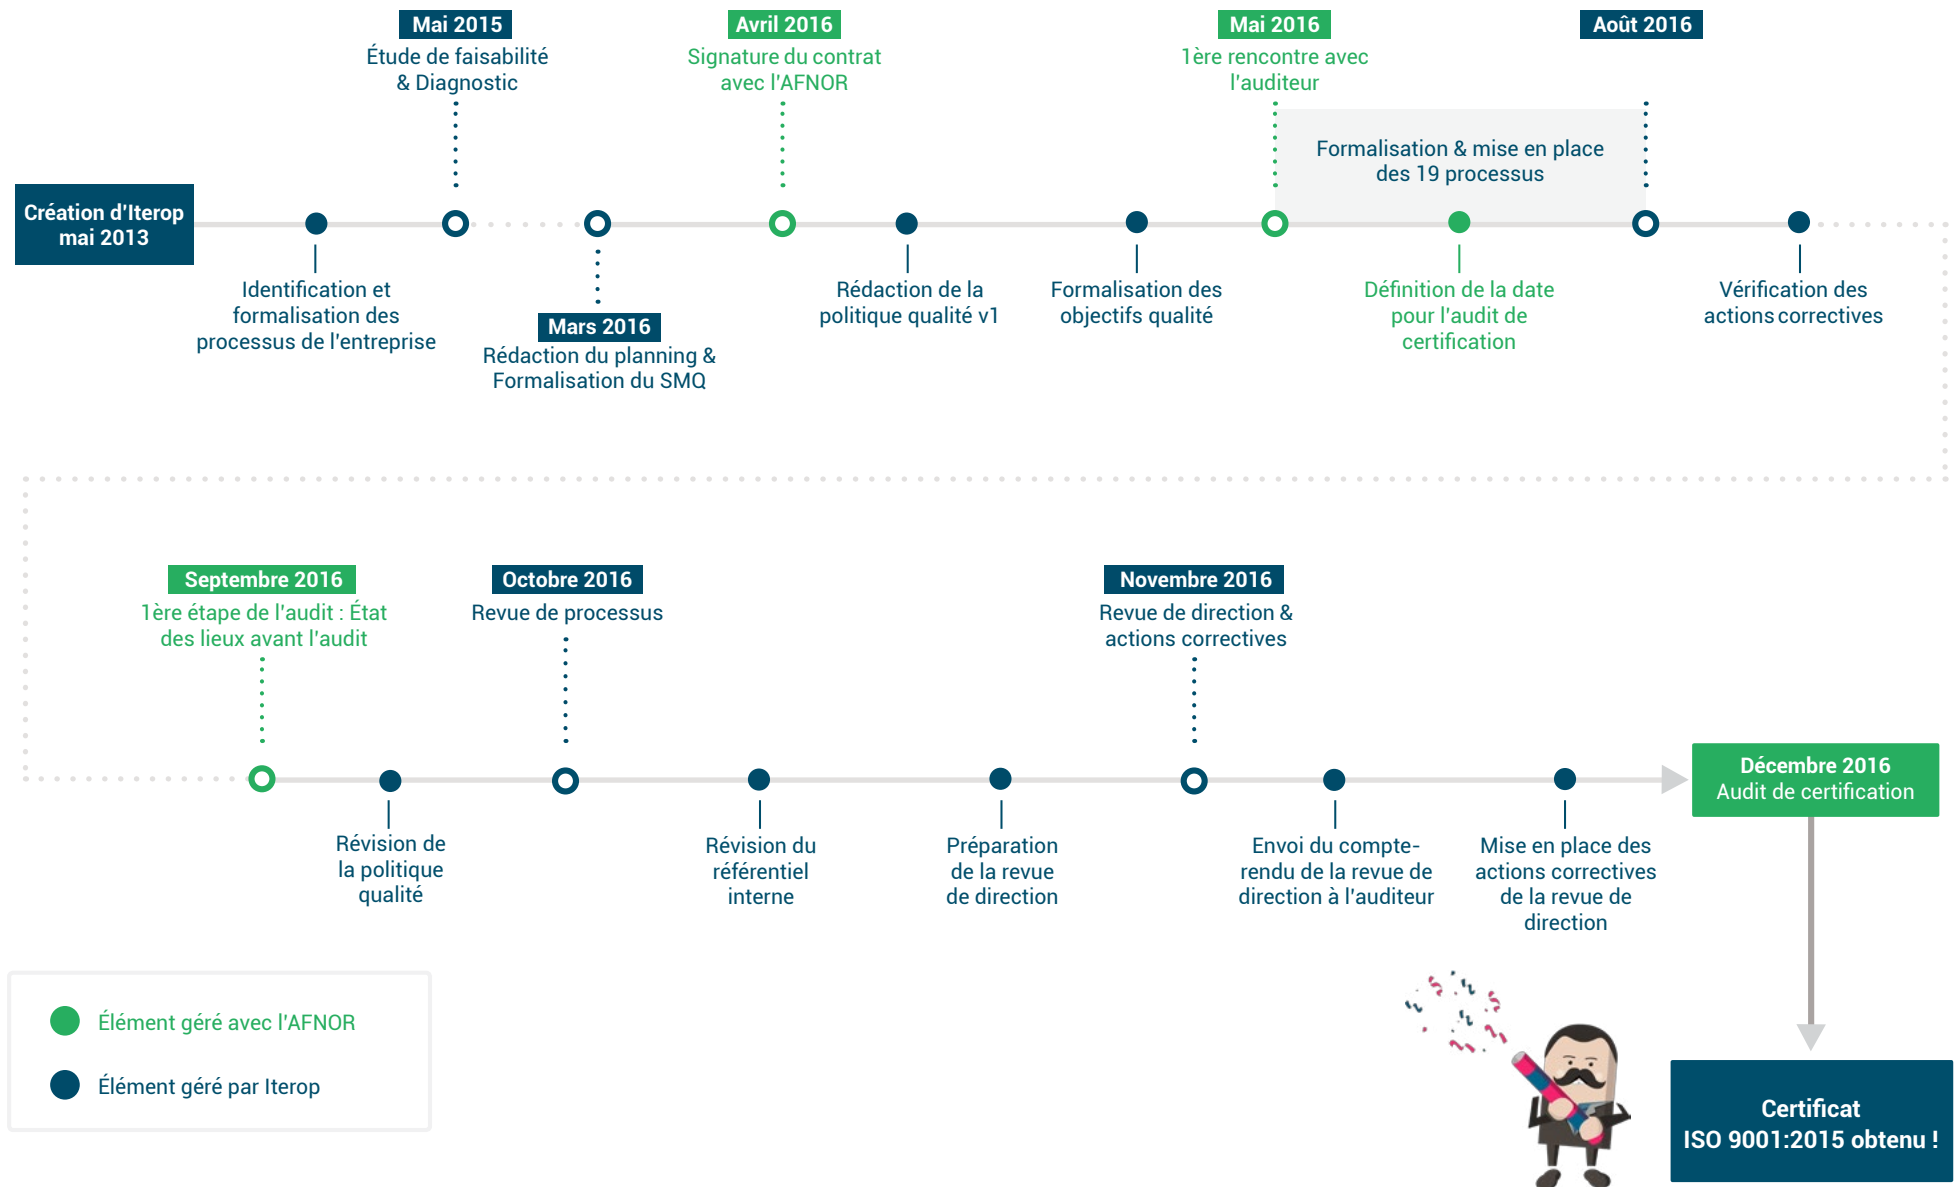 Mai 2015
Étude de faisabilité
& Diagnostic
Avril 2016
Signature du contrat
avec l'AFNOR
Mai 2016
1ère rencontre avec
l'auditeur
Août 2016
Formalisation & mise en place
des 19 processus
Création d'Iterop
mai 2013
Identification et
formalisation des
processus de l'entreprise
Mars 2016
Rédaction du planning &
Formalisation du SMQ
Rédaction de la
politique qualité v1
Formalisation des
objectifs qualité
Définition de la date
pour l'audit de
certification
Vérification des
actions correctives
Septembre 2016
1ère étape de l'audit : État
des lieux avant l'audit
Octobre 2016
Revue de processus
Novembre 2016
Revue de direction &
actions correctives
Décembre 2016
Audit de certification
Révision de
la politique
qualité
Révision du
référentiel
interne
Préparation
de la revue
de direction
Envoi du compte-
rendu de la revue de
direction à l'auditeur
Mise en place des
actions correctives
de la revue de
direction
Élément géré avec l'AFNOR
Élément géré par Iterop
Certificat
ISO 9001:2015 obtenu !